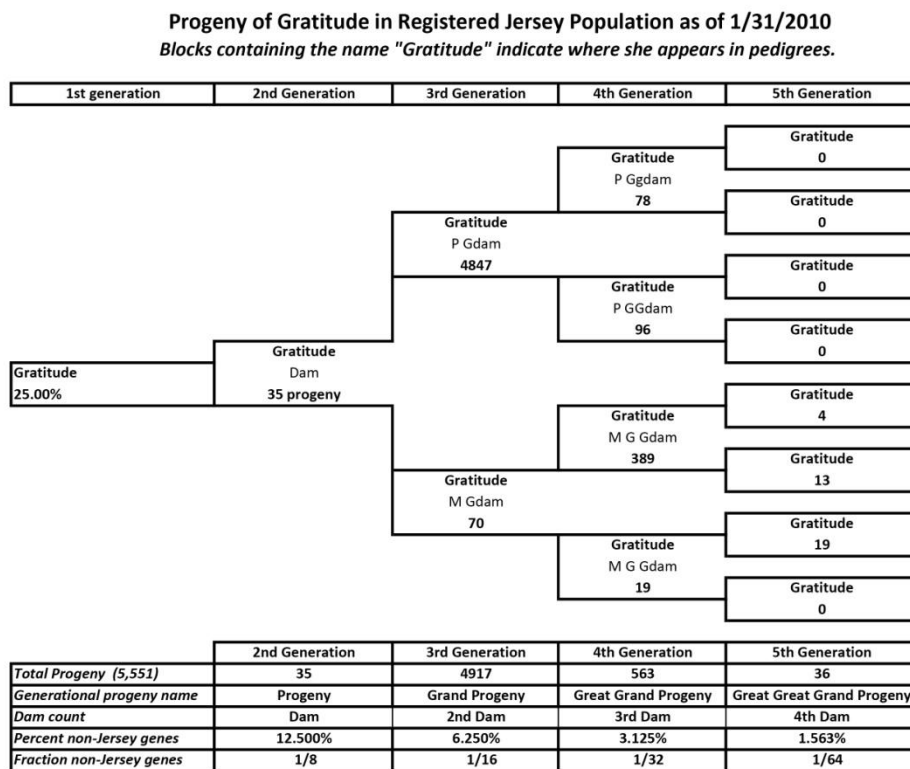 Progeny of Gratitude in Registered Jersey Population as of 1/31/2010
Blocks containing the name "Gratitude" indicate where she appears in pedigrees.
1st generation 2nd Generation 3rd Generation 4th Generation 5th Generation
Gratitude
0
Gratitude
P Ggdam
78
Gratitude
0
Gratitude
P Gdam
4847
Gratitude
0
Gratitude
P GGdam
96
Gratitude
0
Gratitude
Dam
35 progeny
Gratitude
25.00%
Gratitude
4
Gratitude
M G Gdam
389
Gratitude
13
Gratitude
M Gdam
70
Gratitude
19
Gratitude
M G Gdam
19
Gratitude
0
2nd Generation 3rd Generation 4th Generation 5th Generation
Total Progeny (5,551) 35 4917 563 36
Generational progeny name Progeny Grand Progeny Great Grand Progeny Great Great Grand Progeny
Dam count Dam 2nd Dam 3rd Dam 4th Dam
Percent non-Jersey genes 12.500% 6.250% 3.125% 1.563%
Fraction non-Jersey genes 1/8 1/16 1/32 1/64